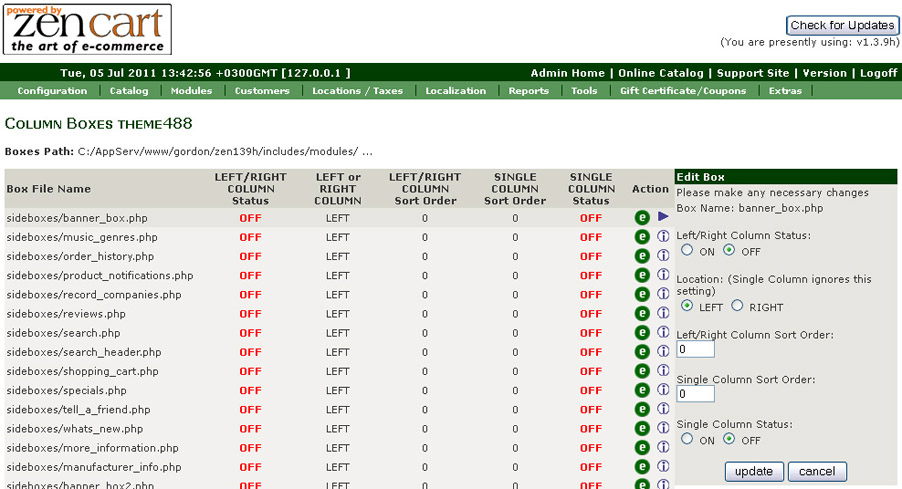 powered by
zen cart
the art of e-commerce
Check for Updates
(You are presently using: v1.3.9h)
Tue, 05 Jul 2011 13:42:56 +0300GMT [127.0.0.1 ]
Admin Home | Online Catalog | Support Site | Version | Logoff
Configuration | Catalog | Modules | Customers | Locations / Taxes | Localization | Reports | Tools | Gift Certificate/Coupons | Extras |
COLUMN BOXES THEME488
Boxes Path: C:/AppServ/www/gordon/zen139h/includes/modules/ ...
Box File Name LEFT/RIGHT COLUMN Status LEFT or RIGHT COLUMN LEFT/RIGHT COLUMN Sort Order SINGLE COLUMN Sort Order SINGLE COLUMN Status Action
sideboxes/banner_box.php OFF LEFT 0 0 OFF e
sideboxes/music_genres.php OFF LEFT 0 0 OFF e i
sideboxes/order_history.php OFF LEFT 0 0 OFF e i
sideboxes/product_notifications.php OFF LEFT 0 0 OFF e i
sideboxes/record_companies.php OFF LEFT 0 0 OFF e i
sideboxes/reviews.php OFF LEFT 0 0 OFF e i
sideboxes/search.php OFF LEFT 0 0 OFF e i
sideboxes/search_header.php OFF LEFT 0 0 OFF e i
sideboxes/shopping_cart.php OFF LEFT 0 0 OFF e i
sideboxes/specials.php OFF LEFT 0 0 OFF e i
sideboxes/tell_a_friend.php OFF LEFT 0 0 OFF e i
sideboxes/whats_new.php OFF LEFT 0 0 OFF e i
sideboxes/more_information.php OFF LEFT 0 0 OFF e i
sideboxes/manufacturer_info.php OFF LEFT 0 0 OFF e i
sideboxes/banner_box2.php OFF LEFT 0 0 OFF e i
Edit Box
Please make any necessary changes
Box Name: banner_box.php
Left/Right Column Status:
ON OFF
Location: (Single Column ignores this
setting)
LEFT RIGHT
Left/Right Column Sort Order:
0
Single Column Sort Order:
0
Single Column Status:
ON OFF
update cancel